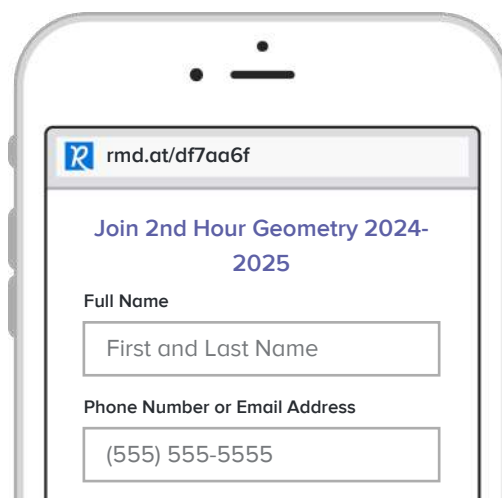 rmd.at/df7aa6f
Join 2nd Hour Geometry 2024-
2025
Full Name
First and Last Name
Phone Number or Email Address
(555) 555-5555